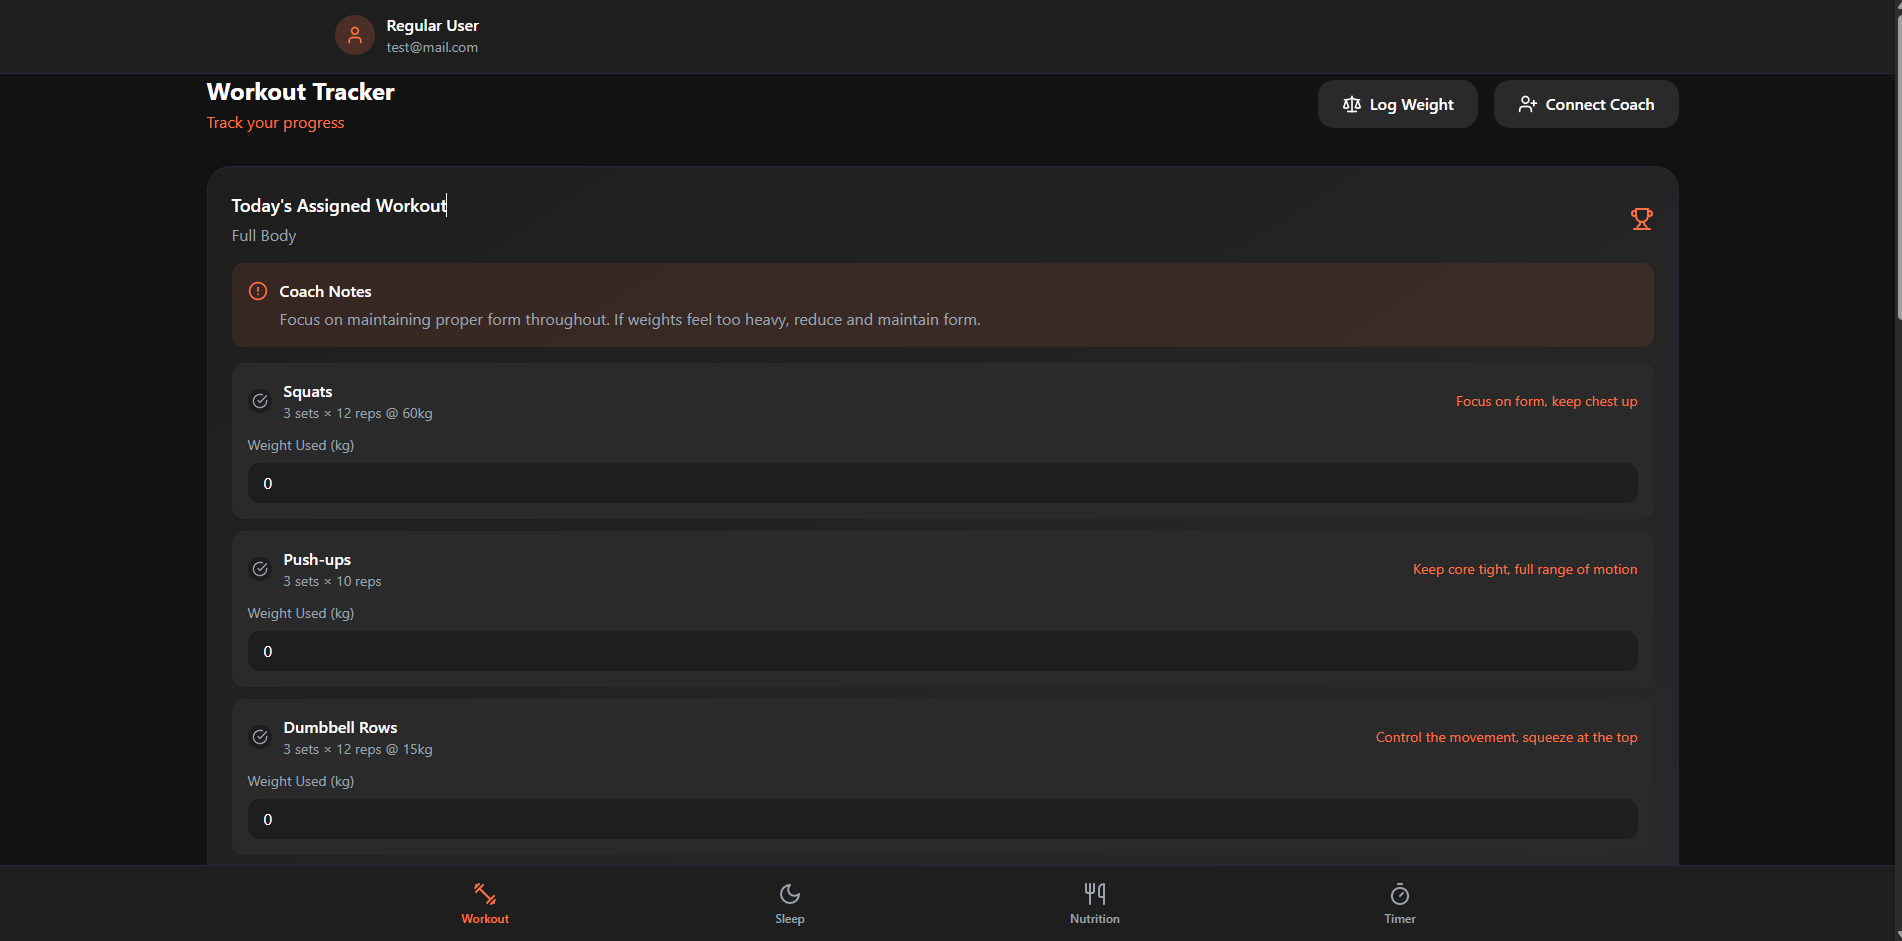 Regular User
test@mail.com
Workout Tracker
Track your progress
Log Weight
Connect Coach
Today's Assigned Workout
Full Body
Coach Notes
Focus on maintaining proper form throughout. If weights feel too heavy, reduce and maintain form.
Squats
3 sets × 12 reps @ 60kg
Focus on form, keep chest up
Weight Used (kg)
0
Push-ups
3 sets × 10 reps
Keep core tight, full range of motion
Weight Used (kg)
0
Dumbbell Rows
3 sets × 12 reps @ 15kg
Control the movement, squeeze at the top
Weight Used (kg)
0
Workout
Sleep
Nutrition
Timer